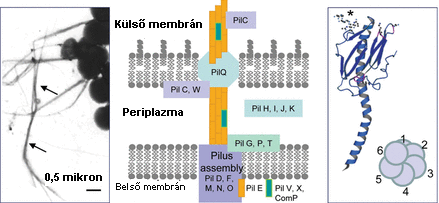 0,5 mikron
Külső membrán
PilC
PilQ
Pil C, W
Periplazma
Pil H, I, J, K
Pil G, P, T
Pilus
assembly
Pil D, F,
M, N, O
Belső membrán
Pil E
Pil V, X,
ComP
*
1
2
3
4
5
6